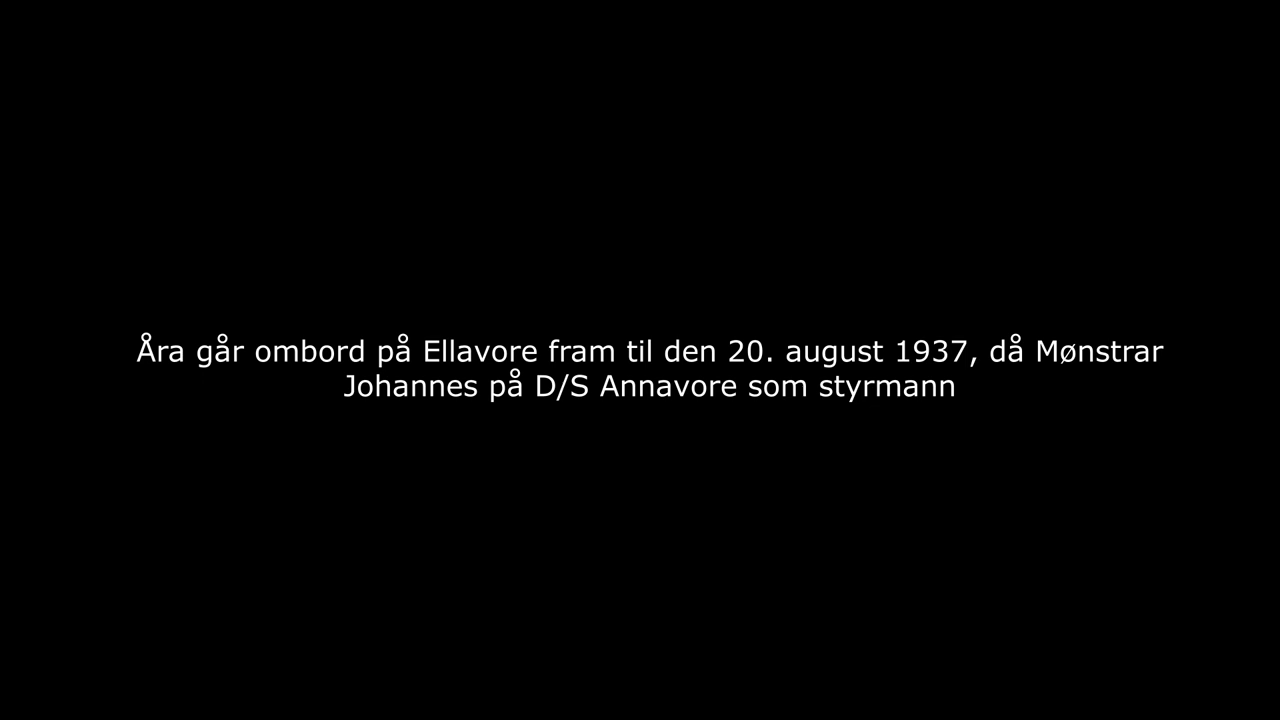 Åra går ombord på Ellavore fram til den 20. august 1937, då Mønstrar
Johannes på D/S Annavore som styrmann